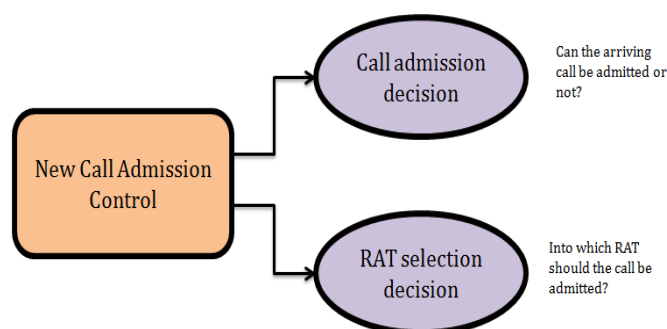 Call admission
decision
Can the arriving
call be admitted or
not?
New Call Admission
Control
RAT selection
decision
Into which RAT
should the call be
admitted?